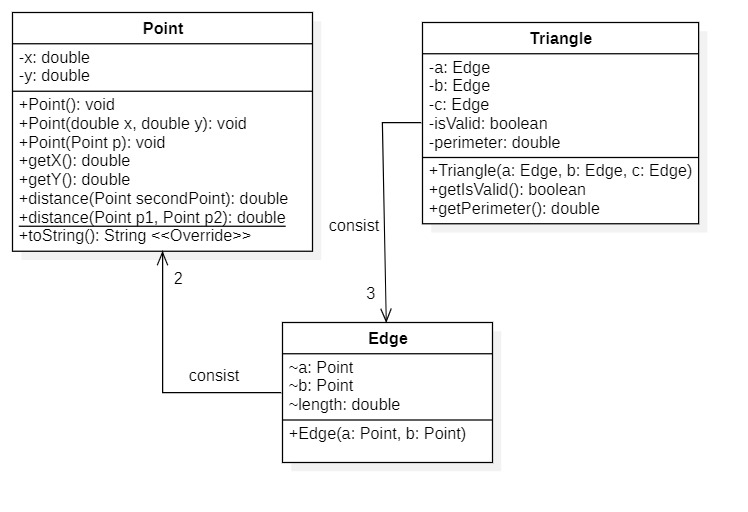 Point
-x: double
-y: double
+Point(): void
+Point(double x, double y): void
+Point(Point p): void
+getX(): double
+getY(): double
+distance(Point secondPoint): double
+distance(Point p1, Point p2): double
+toString(): String <<Override>>
Triangle
-a: Edge
-b: Edge
-c: Edge
-isValid: boolean
-perimeter: double
+Triangle(a: Edge, b: Edge, c: Edge)
+getIsValid(): boolean
+getPerimeter(): double
consist
3
2
consist
Edge
~a: Point
~b: Point
~length: double
+Edge(a: Point, b: Point)